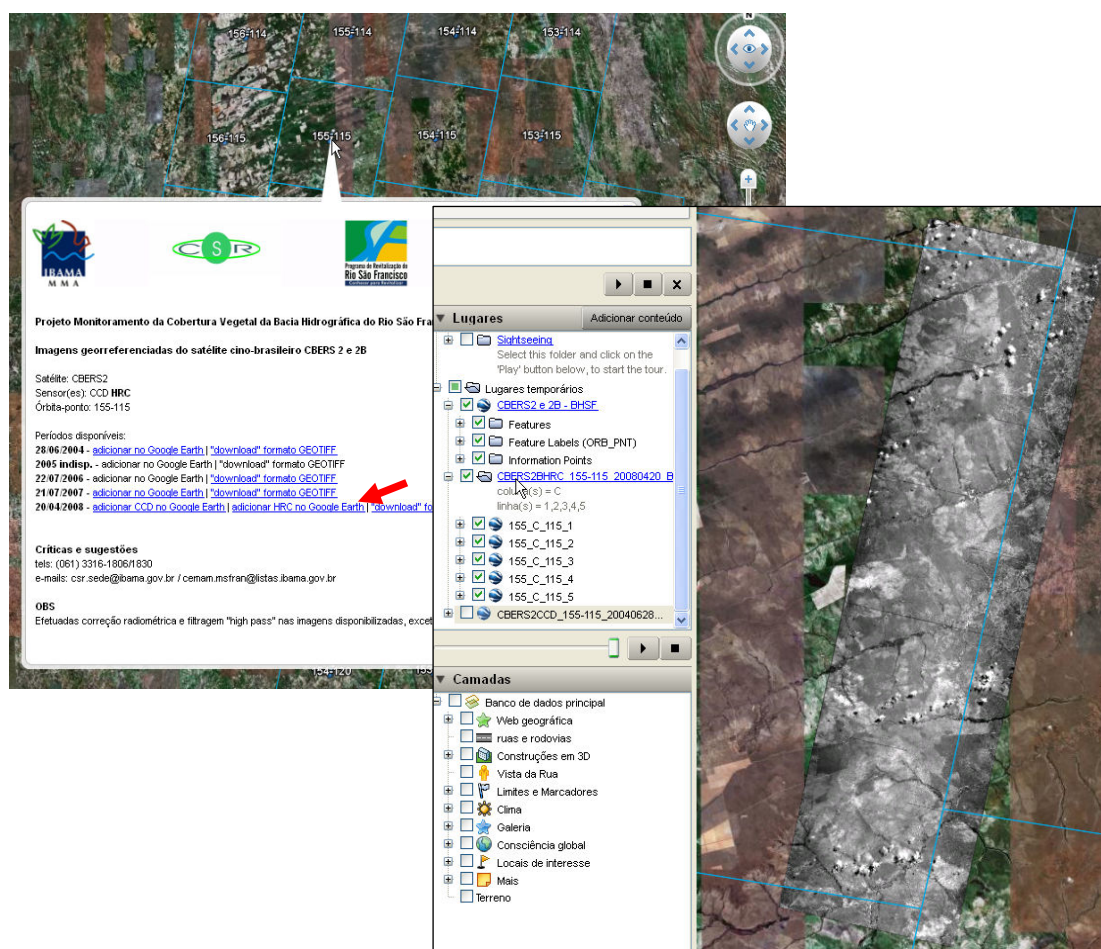 N
156-114
155-114
154-114
153-114
156-115
155-115
154-115
153-115
IBAMA
M M A
CSR
Programa de Revitalização do
Rio São Francisco
Conhecer para Revitalizar
Projeto Monitoramento da Cobertura Vegetal da Bacia Hidrográfica do Rio São Fra
Imagens georreferenciadas do satélite cino-brasileiro CBERS 2 e 2B
Satélite: CBERS2
Sensor(es): CCD HRC
Órbita-ponto: 155-115
Períodos disponíveis:
28/06/2004 - adicionar no Google Earth | "download" formato GEOTIFF
2005 indisp. - adicionar no Google Earth | "download" formato GEOTIFF
22/07/2006 - adicionar no Google Earth | "download" formato GEOTIFF
21/07/2007 - adicionar no Google Earth | "download" formato GEOTIFF
20/04/2008 - adicionar CCD no Google Earth | adicionar HRC no Google Earth | "download" fo
Críticas e sugestões
tels: (061) 3316-1806/1830
e-mails: csr.sede@ibama.gov.br / cemam.msfran@listas.ibama.gov.br
OBS
Efetuadas correção radiométrica e filtragem "high pass" nas imagens disponibilizadas, excet
154-120
153
Lugares
Adicionar conteúdo
Sightseeing
Select this folder and click on the
'Play' button below, to start the tour.
Lugares temporários
CBERS2 e 2B - BHSF
Features
Feature Labels (ORB_PNT)
Information Points
CBERS2BHRC_155-115_20080420_B
coluna(s) = C
linha(s) = 1,2,3,4,5
155_C_115_1
155_C_115_2
155_C_115_3
155_C_115_4
155_C_115_5
CBERS2CCD_155-115_20040628...
Camadas
Banco de dados principal
Web geográfica
ruas e rodovias
Construções em 3D
Vista da Rua
Limites e Marcadores
Clima
Galeria
Consciência global
Locais de interesse
Mais
Terreno